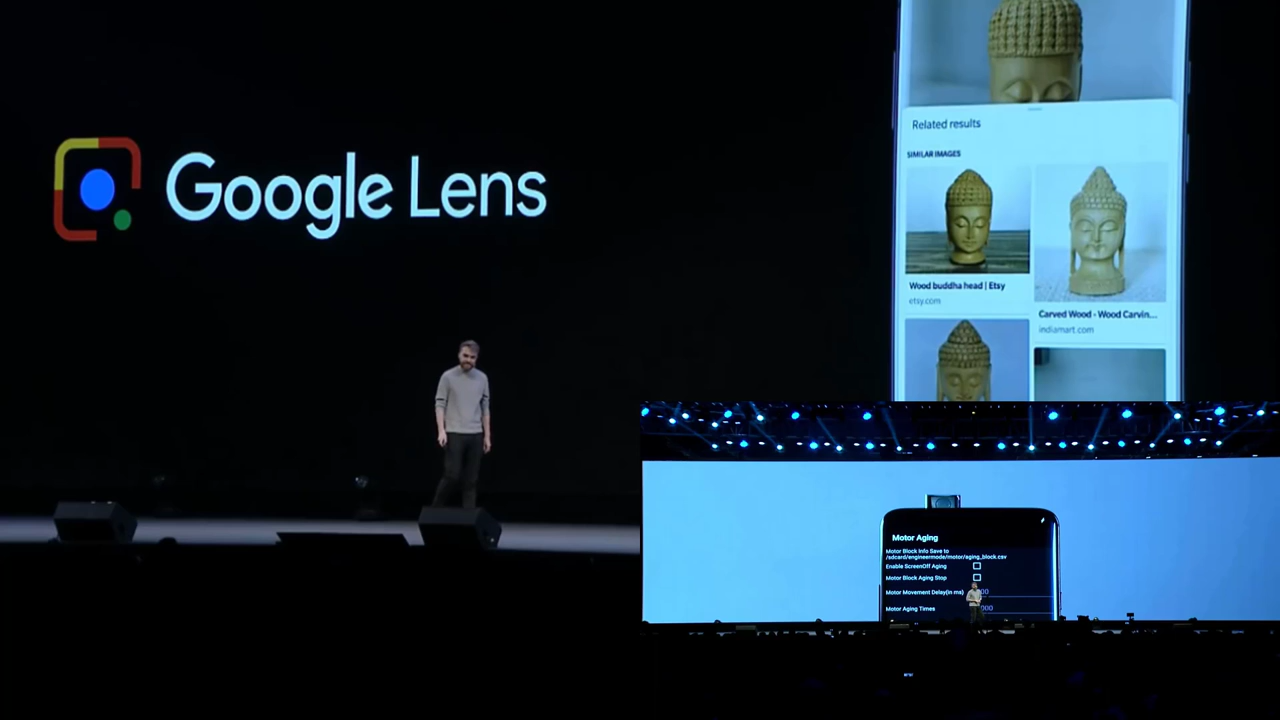 Google Lens
Related results
SIMILAR IMAGES
Wood buddha head | Etsy
etsy.com
Carved Wood - Wood Carvin...
indiamart.com
Motor Aging
Motor Block Info Save to
/sdcard/engineermode/motor/aging_block.csv
Enable ScreenOff Aging
Motor Block Aging Stop
Motor Movement Delay(in ms)
Motor Aging Times